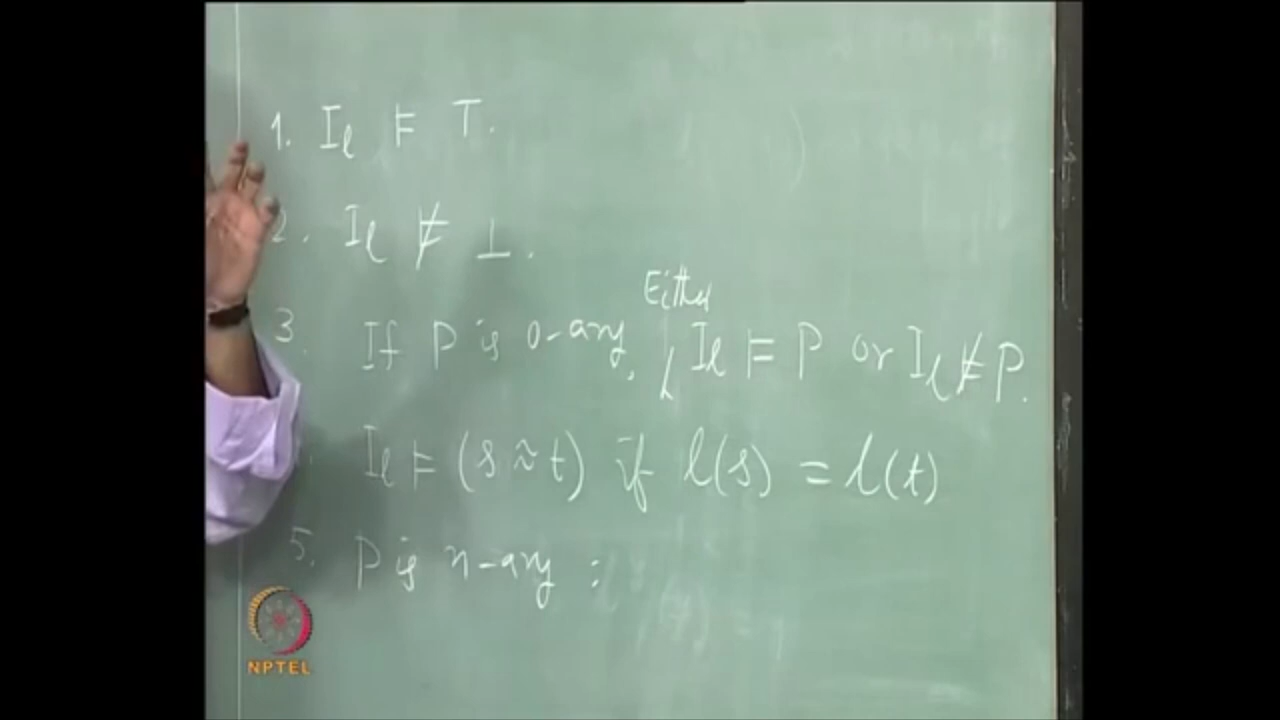 1. Iℓ ⊨ ⊤.
2. Iℓ ⊭ ⊥.
Either
3. If P is 0-ary, Iℓ ⊨ P or Iℓ ⊭ P.
Iℓ ⊨ (s ≈ t) if ℓ(s) = ℓ(t)
5. P is n-ary :
NPTEL